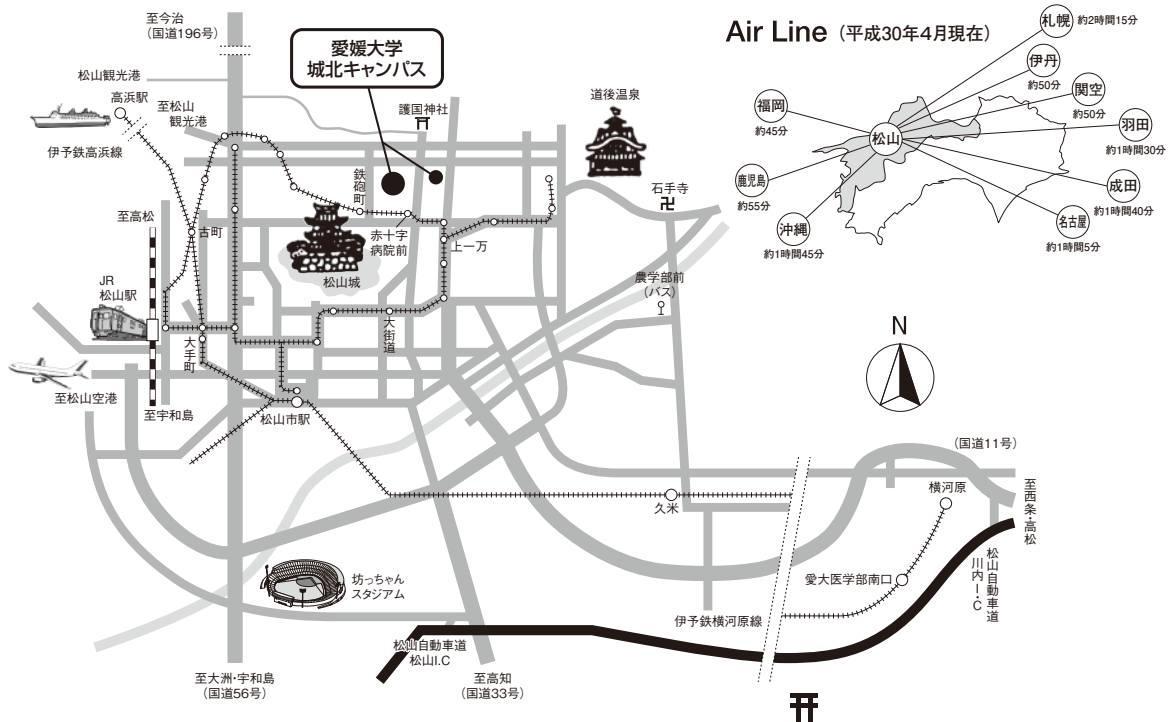 至今治
(国道196号)
愛媛大学
城北キャンパス
Air Line (平成30年4月現在)
札幌
約2時間15分
伊丹
約50分
関空
約50分
福岡
約45分
羽田
約1時間30分
松山
鹿児島
約55分
成田
約1時間40分
沖縄
約1時間45分
名古屋
約1時間5分
松山観光港
高浜駅
至松山
観光港
伊予鉄高浜線
護国神社
道後温泉
鉄砲町
石手寺
至高松
古町
赤十字
病院前
上一万
松山城
農学部前
(バス)
JR
松山駅
大手町
大街道
N
至松山空港
至宇和島
松山市駅
(国道11号)
横河原
至西条・高松
久米
坊っちゃん
スタジアム
愛大医学部南口
松山自動車道
川内I・C
伊予鉄横河原線
松山自動車道
松山I.C
至大洲・宇和島
(国道56号)
至高知
(国道33号)